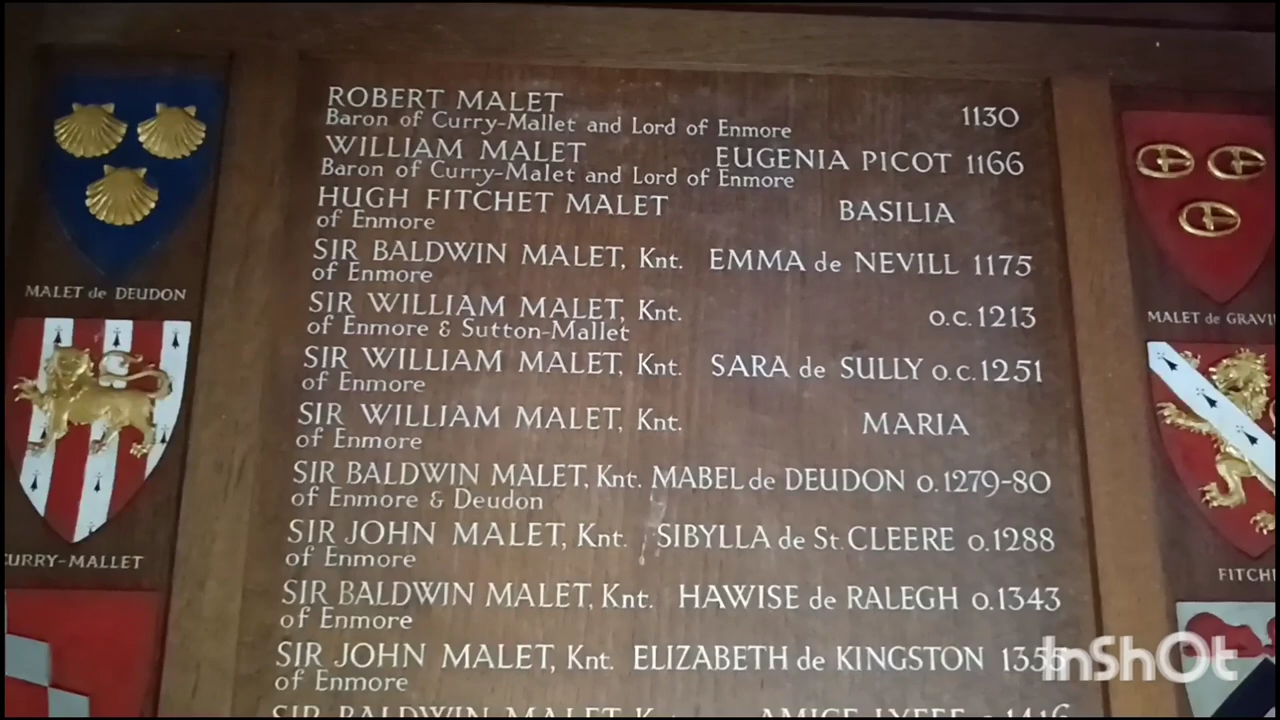 ROBERT MALET 1130
Baron of Curry-Mallet and Lord of Enmore
WILLIAM MALET EUGENIA PICOT 1166
Baron of Curry-Malet and Lord of Enmore
HUGH FITCHET MALET BASILIA
of Enmore
SIR BALDWIN MALET, Knt. EMMA de NEVILL 1175
of Enmore
SIR WILLIAM MALET, Knt. o.c.1213
of Enmore & Sutton-Mallet
SIR WILLIAM MALET, Knt. SARA de SULLY o.c.1251
of Enmore
SIR WILLIAM MALET, Knt. MARIA
of Enmore
SIR BALDWIN MALET, Knt. MABEL de DEUDON o.1279-80
of Enmore & Deudon
SIR JOHN MALET, Knt. SIBYLLA de St. CLEERE o.1288
of Enmore
SIR BALDWIN MALET, Knt. HAWISE de RALEGH o.1343
of Enmore
SIR JOHN MALET, Knt. ELIZABETH de KINGSTON
of Enmore
SIR BALDWIN MALET
MALET de DEUDON
CURRY-MALLET
MALET de
InShOt